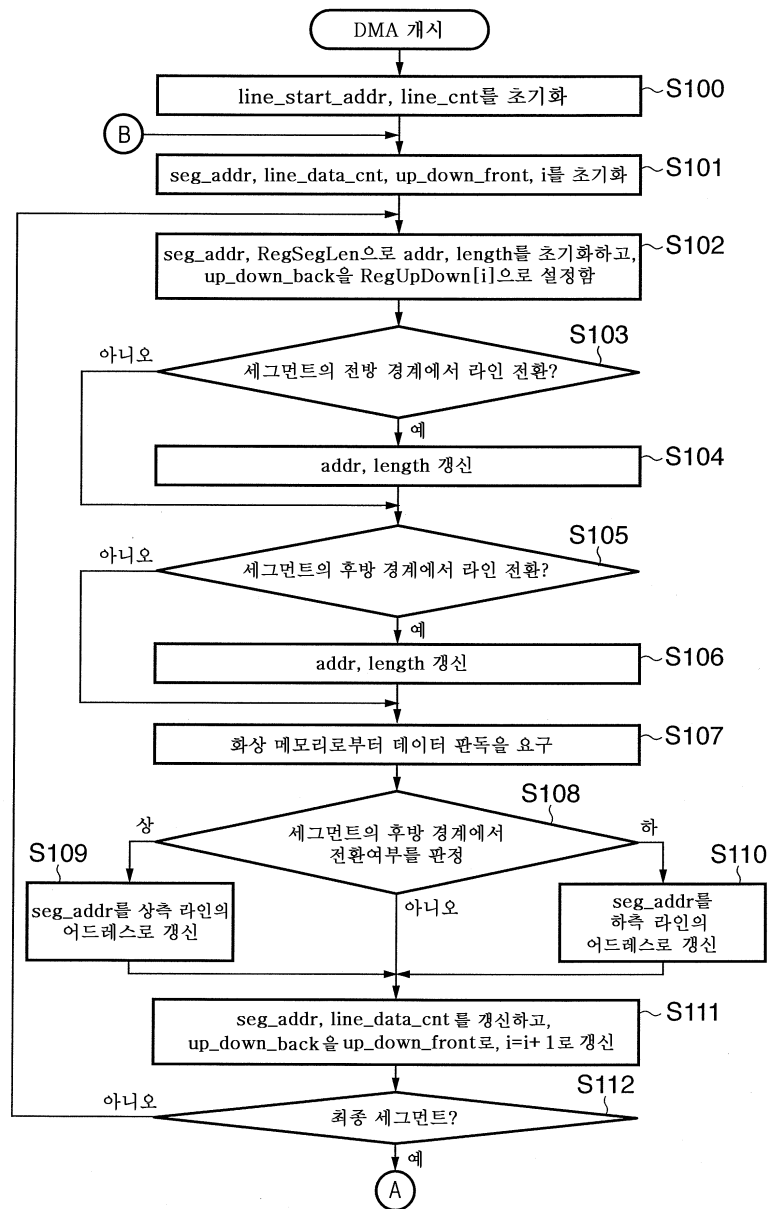 DMA 개시
line_start_addr, line_cnt를 초기화
S100
B
seg_addr, line_data_cnt, up_down_front, i를 초기화
S101
seg_addr, RegSegLen으로 addr, length를 초기화하고,
up_down_back을 RegUpDown[i]으로 설정함
S102
S103
아니오
세그먼트의 전방 경계에서 라인 전환?
예
addr, length 갱신
S104
S105
아니오
세그먼트의 후방 경계에서 라인 전환?
예
addr, length 갱신
S106
화상 메모리로부터 데이터 판독을 요구
S107
S108
상
세그먼트의 후방 경계에서
전환여부를 판정
하
S109
seg_addr를 상측 라인의
어드레스로 갱신
아니오
S110
seg_addr를
하측 라인의
어드레스로 갱신
seg_addr, line_data_cnt 를 갱신하고,
up_down_back을 up_down_front로, i=i+1로 갱신
S111
S112
아니오
최종 세그먼트?
예
A